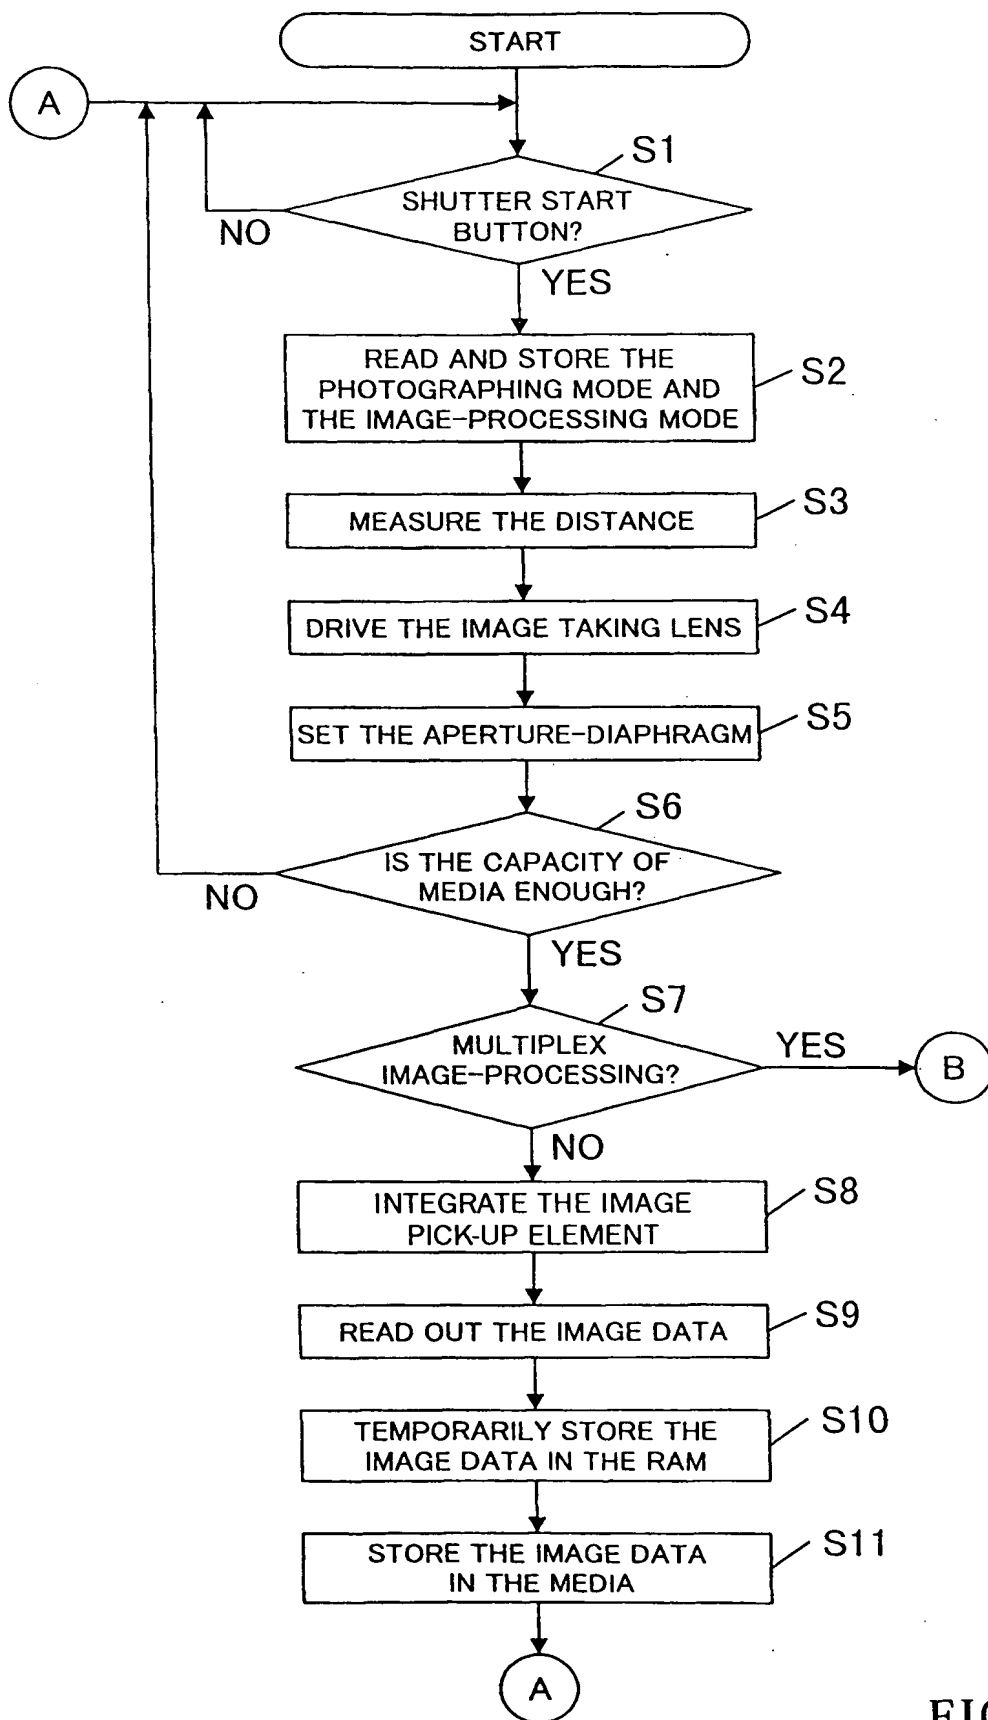 START
A
S1
SHUTTER START
BUTTON?
NO
YES
READ AND STORE THE
PHOTOGRAPHING MODE AND
THE IMAGE-PROCESSING MODE
S2
MEASURE THE DISTANCE
S3
DRIVE THE IMAGE TAKING LENS
S4
SET THE APERTURE-DIAPHRAGM
S5
S6
IS THE CAPACITY OF
MEDIA ENOUGH?
NO
YES
S7
MULTIPLEX
IMAGE-PROCESSING?
YES
B
NO
INTEGRATE THE IMAGE
PICK-UP ELEMENT
S8
READ OUT THE IMAGE DATA
S9
TEMPORARILY STORE THE
IMAGE DATA IN THE RAM
S10
STORE THE IMAGE DATA
IN THE MEDIA
S11
A